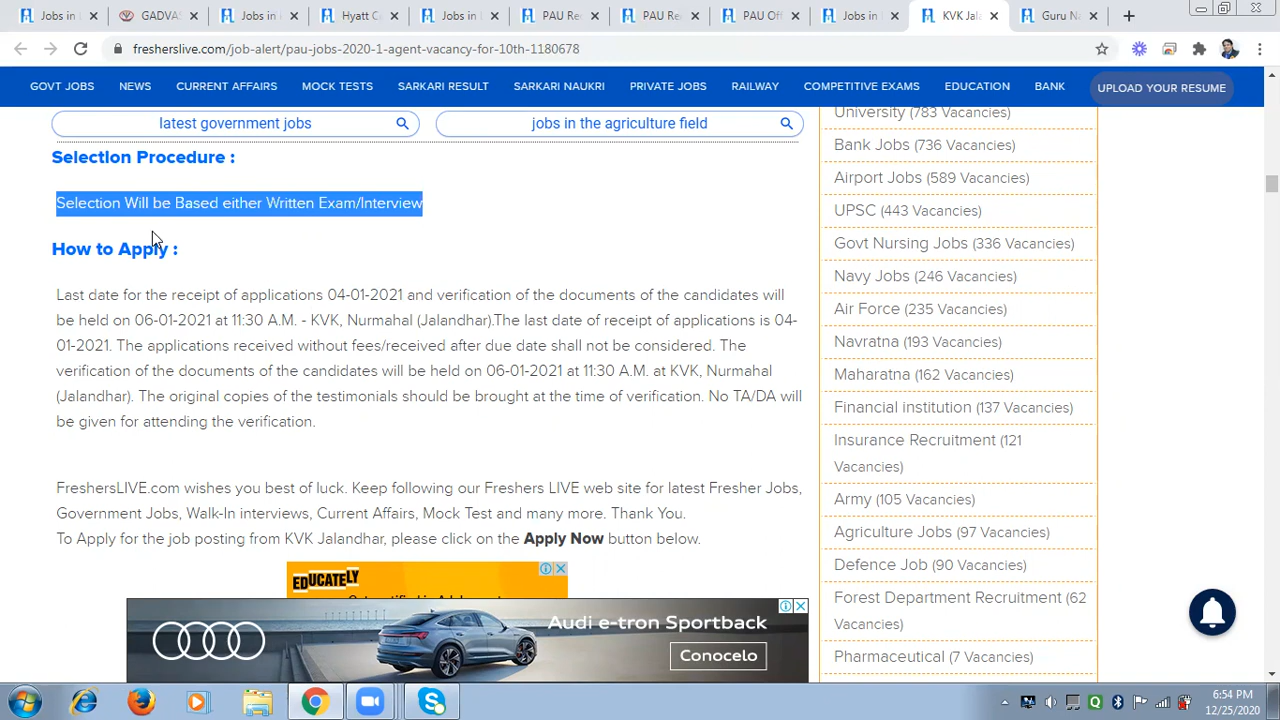 Jobs in L
GADVAS
Jobs in
Hyatt C
Jobs in
PAU Re
PAU Re
PAU Off
Jobs in
KVK Jal
Guru Na
freshersive.com/job-alert/pau-jobs-2020-1-agent-vacancy-for-10th-1180678
GOVT JOBS NEWS CURRENT AFFAIRS MOCK TESTS SARKARI RESULT SARKARI NAUKRI PRIVATE JOBS RAILWAY COMPETITIVE EXAMS EDUCATION BANK UPLOAD YOUR RESUME
latest government jobs
jobs in the agriculture field
Selection Procedure :
Selection Will be Based either Written Exam/Interview
How to Apply :
Last date for the receipt of applications 04-01-2021 and verification of the documents of the candidates will
be held on 06-01-2021 at 11:30 A.M. - KVK, Nurmahal (Jalandhar).The last date of receipt of applications is 04-
01-2021. The applications received without fees/received after due date shall not be considered. The
verification of the documents of the candidates will be held on 06-01-2021 at 11:30 A.M. at KVK, Nurmahal
(Jalandhar). The original copies of the testimonials should be brought at the time of verification. No TA/DA will
be given for attending the verification.
FreshersLIVE.com wishes you best of luck. Keep following our Freshers LIVE web site for latest Fresher Jobs,
Government Jobs, Walk-In interviews, Current Affairs, Mock Test and many more. Thank You.
To Apply for the job posting from KVK Jalandhar, please click on the Apply Now button below.
EDUCATELY
Audi e-tron Sportback
Conocelo
University (783 Vacancies)
Bank Jobs (736 Vacancies)
Airport Jobs (589 Vacancies)
UPSC (443 Vacancies)
Govt Nursing Jobs (336 Vacancies)
Navy Jobs (246 Vacancies)
Air Force (235 Vacancies)
Navratna (193 Vacancies)
Maharatna (162 Vacancies)
Financial institution (137 Vacancies)
Insurance Recruitment (121
Vacancies)
Army (105 Vacancies)
Agriculture Jobs (97 Vacancies)
Defence Job (90 Vacancies)
Forest Department Recruitment (62
Vacancies)
Pharmaceutical (7 Vacancies)
6:54 PM
12/25/2020